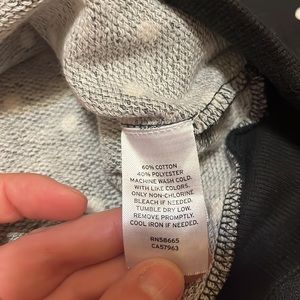 60% COTTON
40% POLYESTER
MACHINE WASH COLD.
WITH LIKE COLORS.
ONLY NON-CHLORINE
BLEACH IF NEEDED.
TUMBLE DRY LOW.
REMOVE PROMPTLY.
COOL IRON IF NEEDED.
RN58665
CA57963